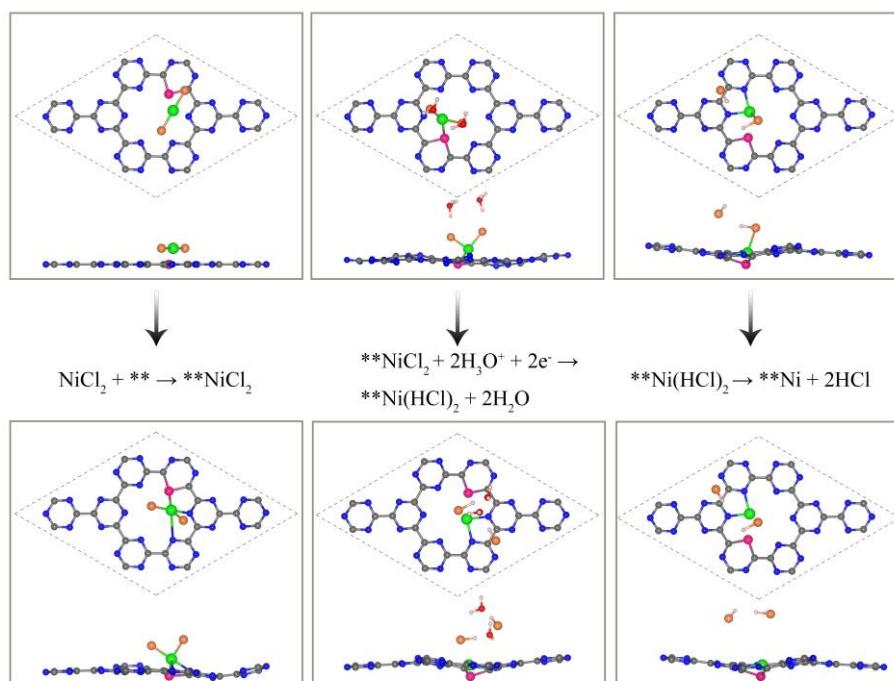 NiCl₂ + ** → **NiCl₂
**NiCl₂ + 2H₃O⁺ + 2e⁻ →
**Ni(HCl)₂ + 2H₂O
**Ni(HCl)₂ → **Ni + 2HCl